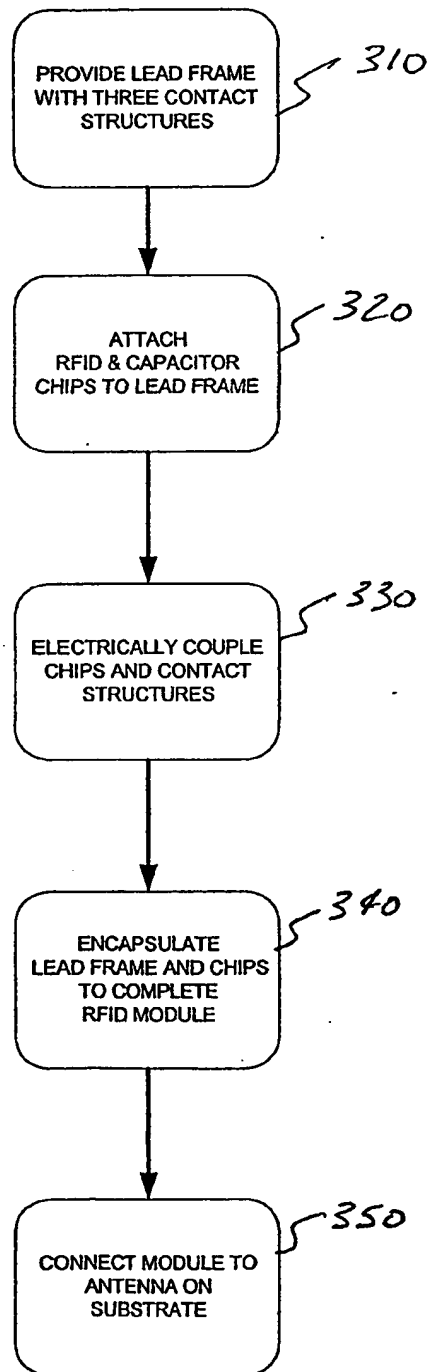 PROVIDE LEAD FRAME
WITH THREE CONTACT
STRUCTURES
310
ATTACH
RFID & CAPACITOR
CHIPS TO LEAD FRAME
320
ELECTRICALLY COUPLE
CHIPS AND CONTACT
STRUCTURES
330
ENCAPSULATE
LEAD FRAME AND CHIPS
TO COMPLETE
RFID MODULE
340
CONNECT MODULE TO
ANTENNA ON
SUBSTRATE
350